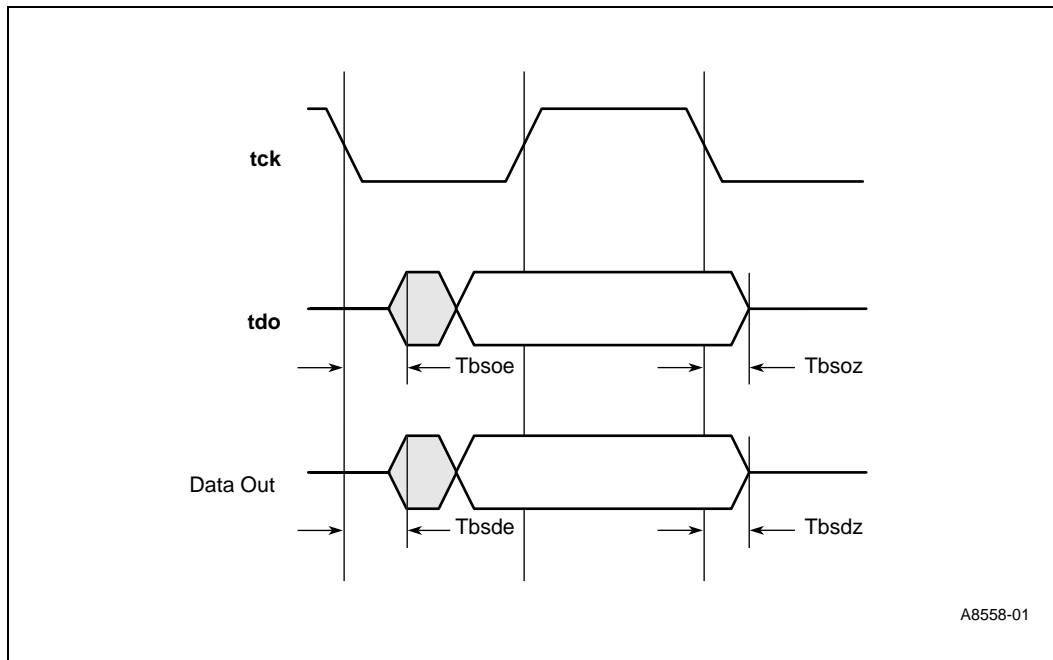 tck
tdo
Tbsoe
Tbsoz
Data Out
Tbsde
Tbsdz
A8558-01